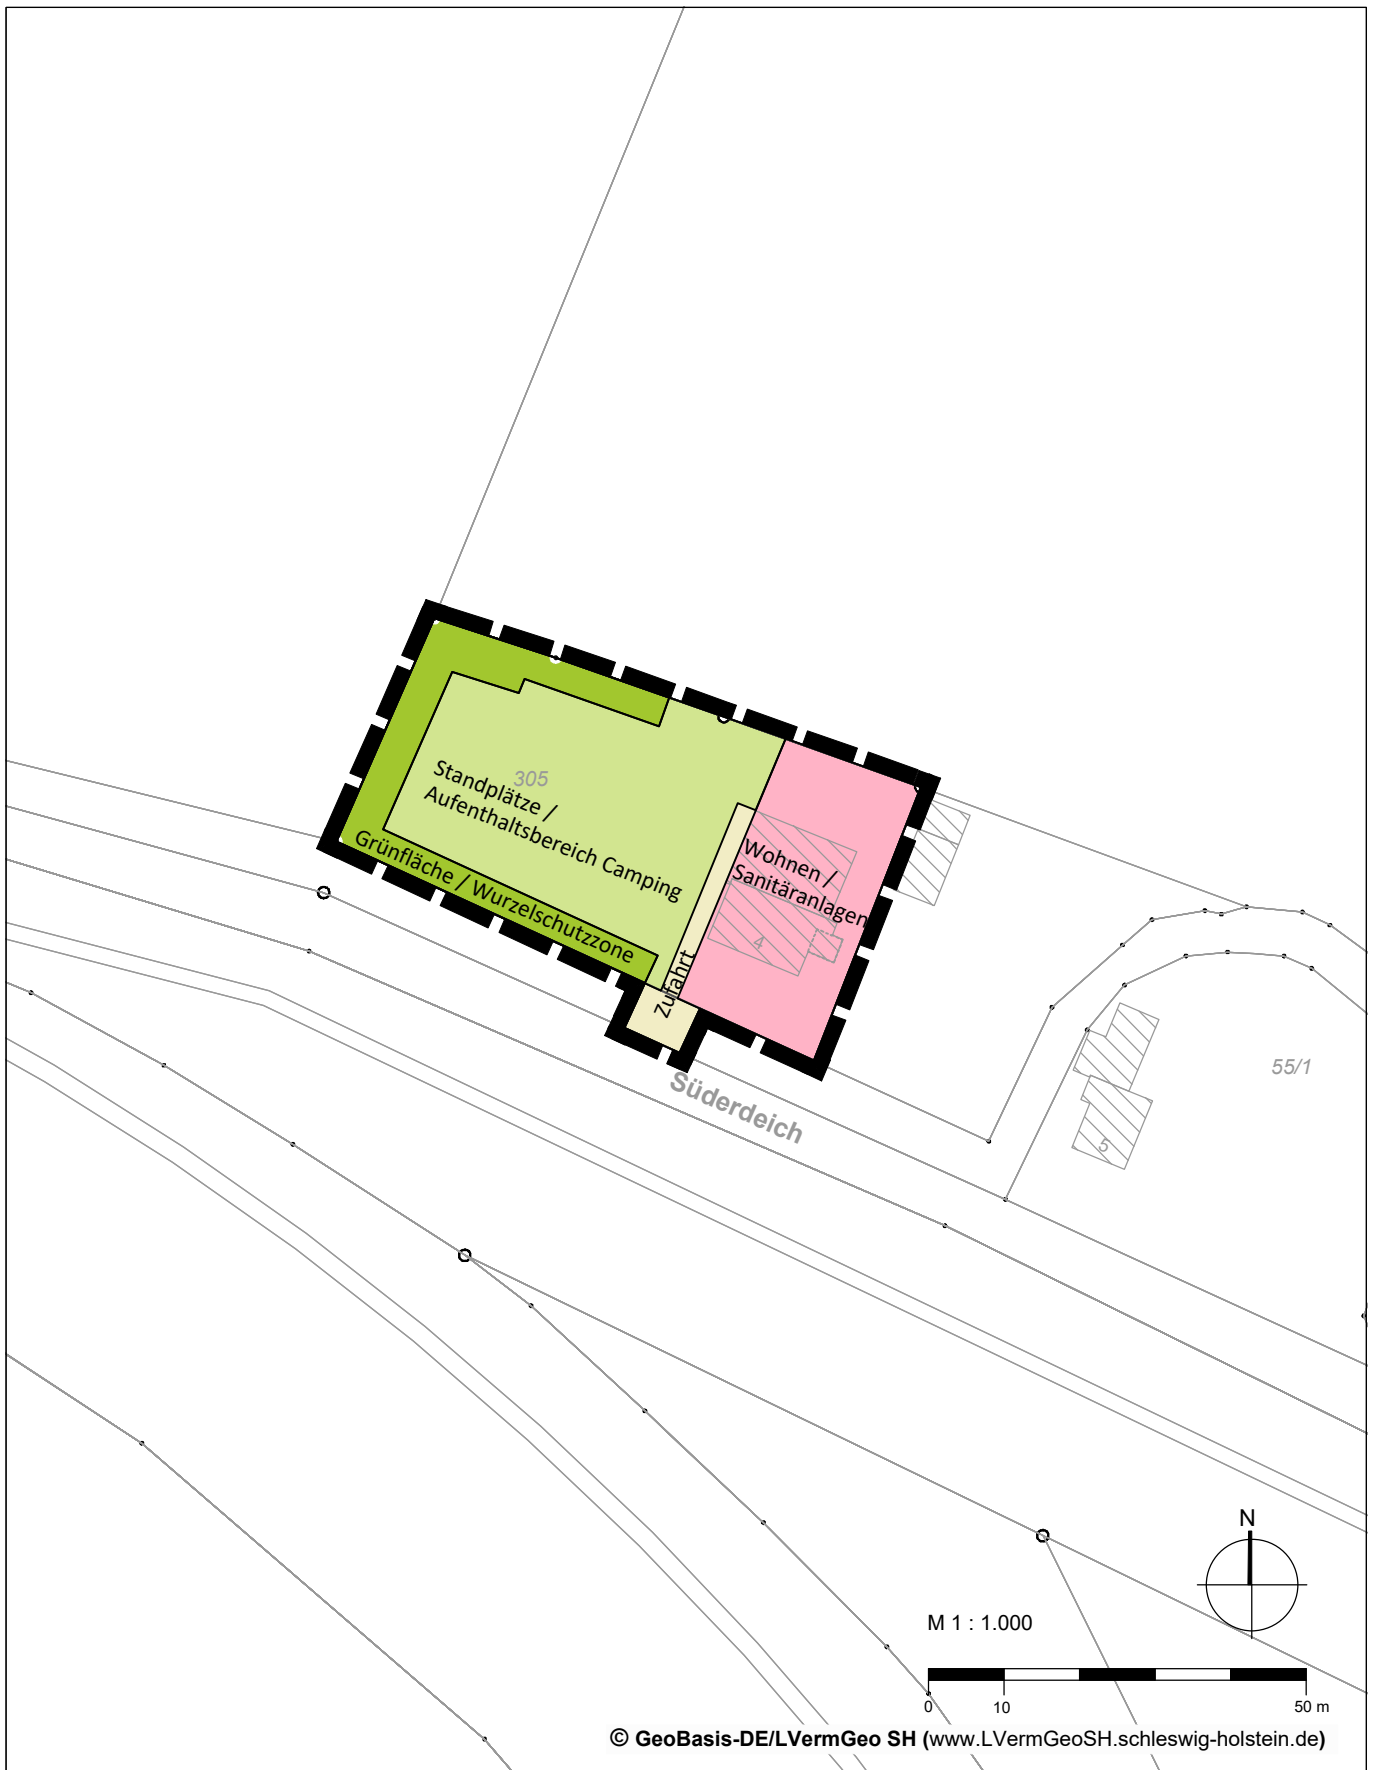 305
Standplätze /
Aufenthaltsbereich Camping
Grünfläche / Wurzelschutzzone
Wohnen /
Sanitäranlagen
4
Zufahrt
Süderdeich
55/1
5
N
M 1 : 1.000
0 10 50 m
© GeoBasis-DE/LVermGeo SH (www.LVermGeoSH.schleswig-holstein.de)